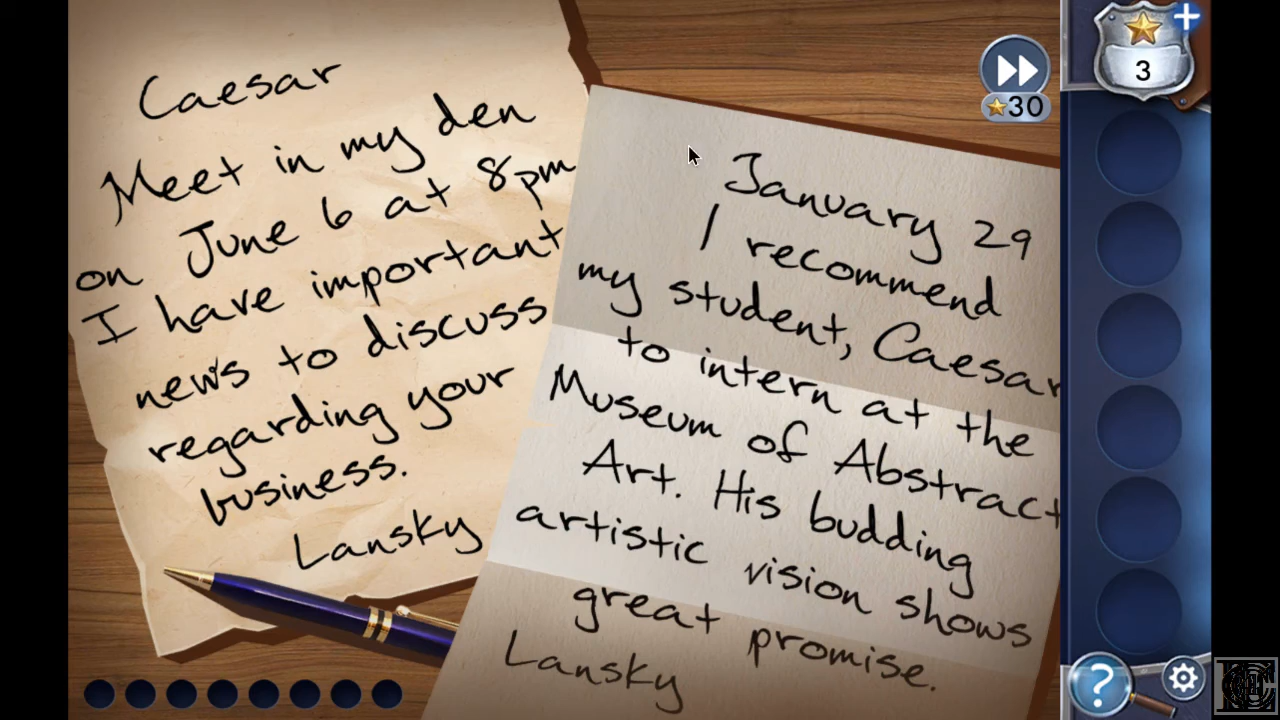 Caesar
Meet in my den
on June 6 at 8pm
I have important
news to discuss
regarding your
business.
Lansky
January 29
I recommend
my student, Caesar
to intern at the
Museum of Abstract
Art. His budding
artistic vision shows
great promise.
Lansky
30
3
?